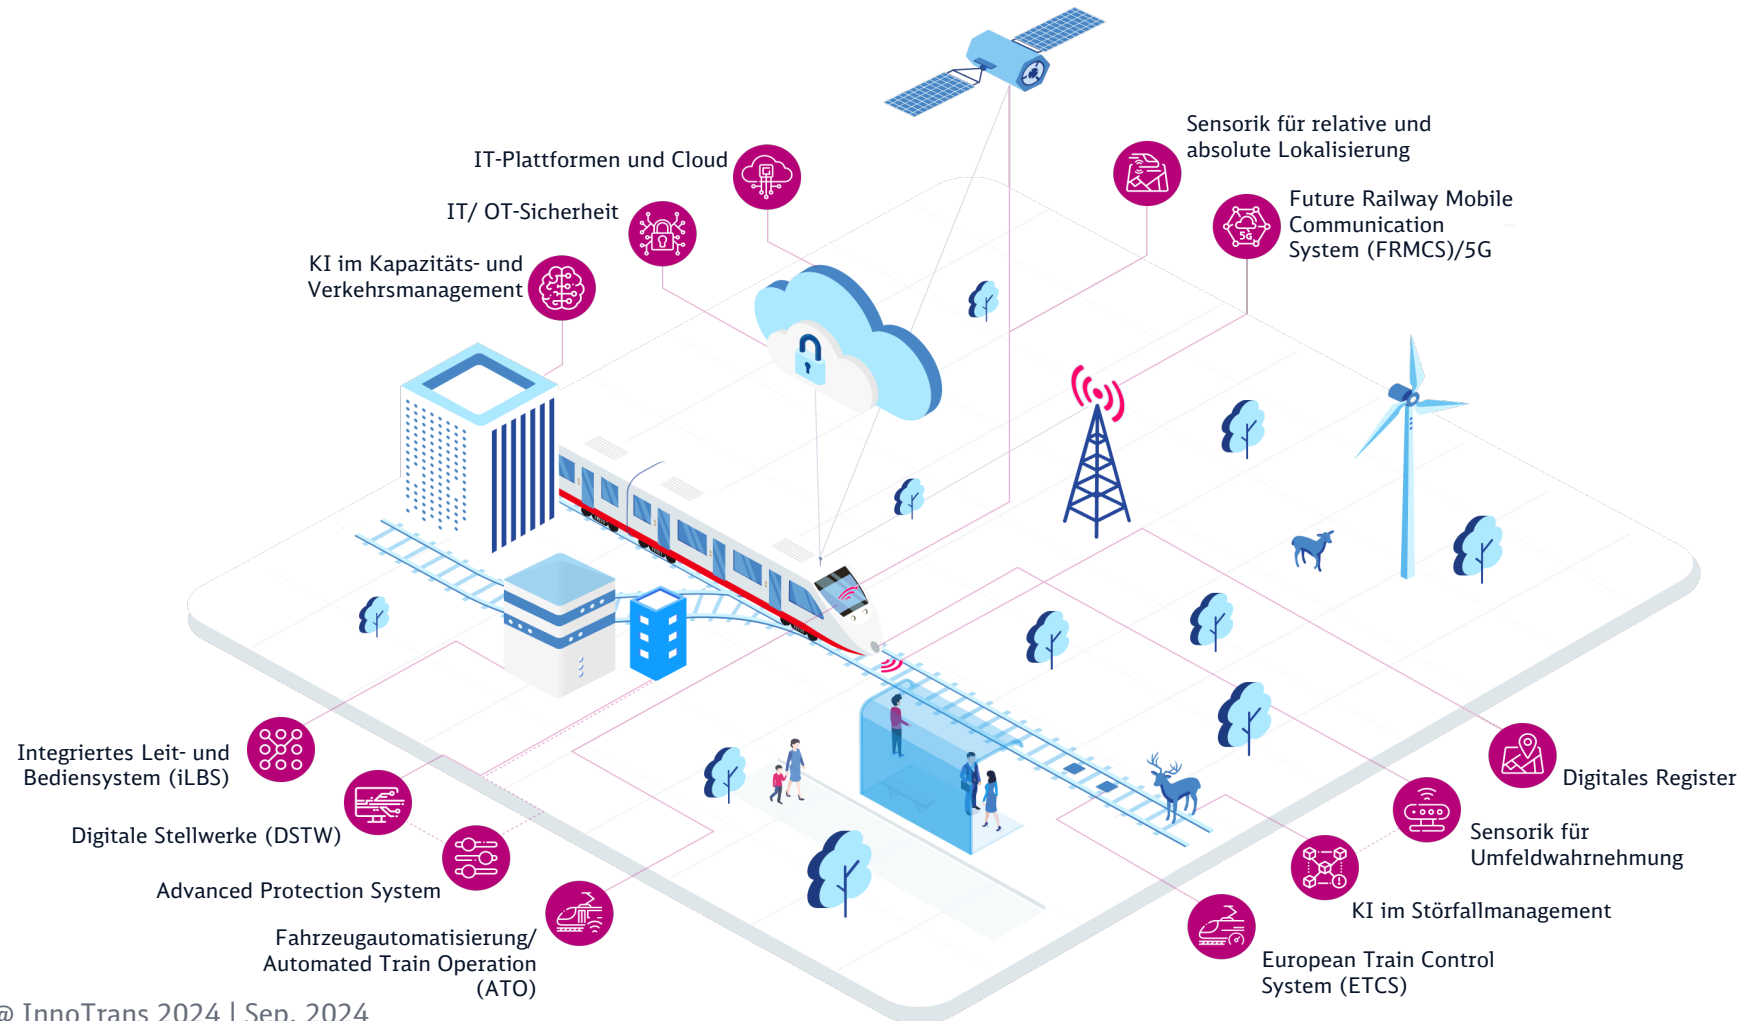 IT-Plattformen und Cloud
IT/ OT-Sicherheit
KI im Kapazitäts- und
Verkehrsmanagement
Sensorik für relative und
absolute Lokalisierung
5G
Future Railway Mobile
Communication
System (FRMCS)/5G
Integriertes Leit- und
Bediensystem (iLBS)
Digitale Stellwerke (DSTW)
Advanced Protection System
Fahrzeugautomatisierung/
Automated Train Operation
(ATO)
Digitales Register
Sensorik für
Umfeldwahrnehmung
KI im Störfallmanagement
European Train Control
System (ETCS)
@ InnoTrans 2024 | Sep. 2024